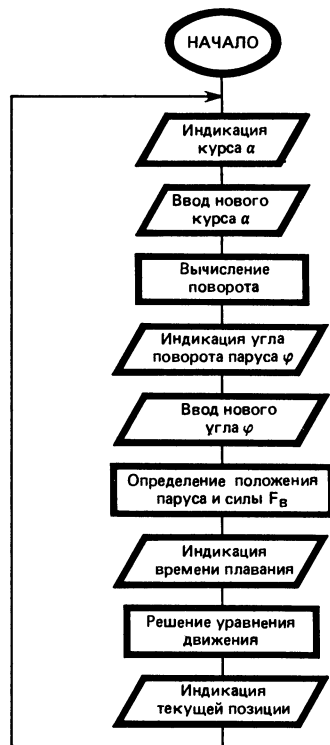 НАЧАЛО
Индикация
курса α
Ввод нового
курса α
Вычисление
поворота
Индикация угла
поворота паруса φ
Ввод нового
угла φ
Определение положения
паруса и силы Fв
Индикация
времени плавания
Решение уравнения
движения
Индикация
текущей позиции